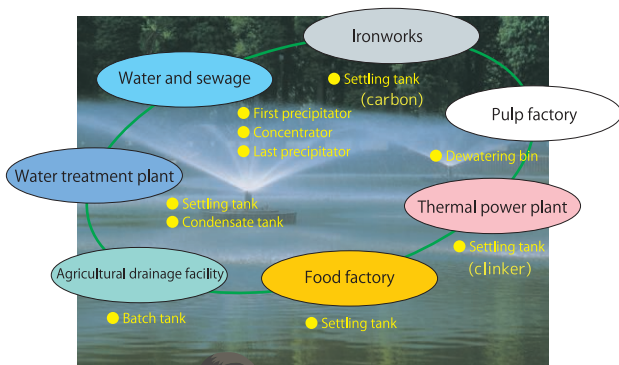 Ironworks
Settling tank
(carbon)
Water and sewage
First precipitator
Concentrator
Last precipitator
Pulp factory
Dewatering bin
Water treatment plant
Settling tank
Condensate tank
Thermal power plant
Settling tank
(clinker)
Agricultural drainage facility
Batch tank
Food factory
Settling tank